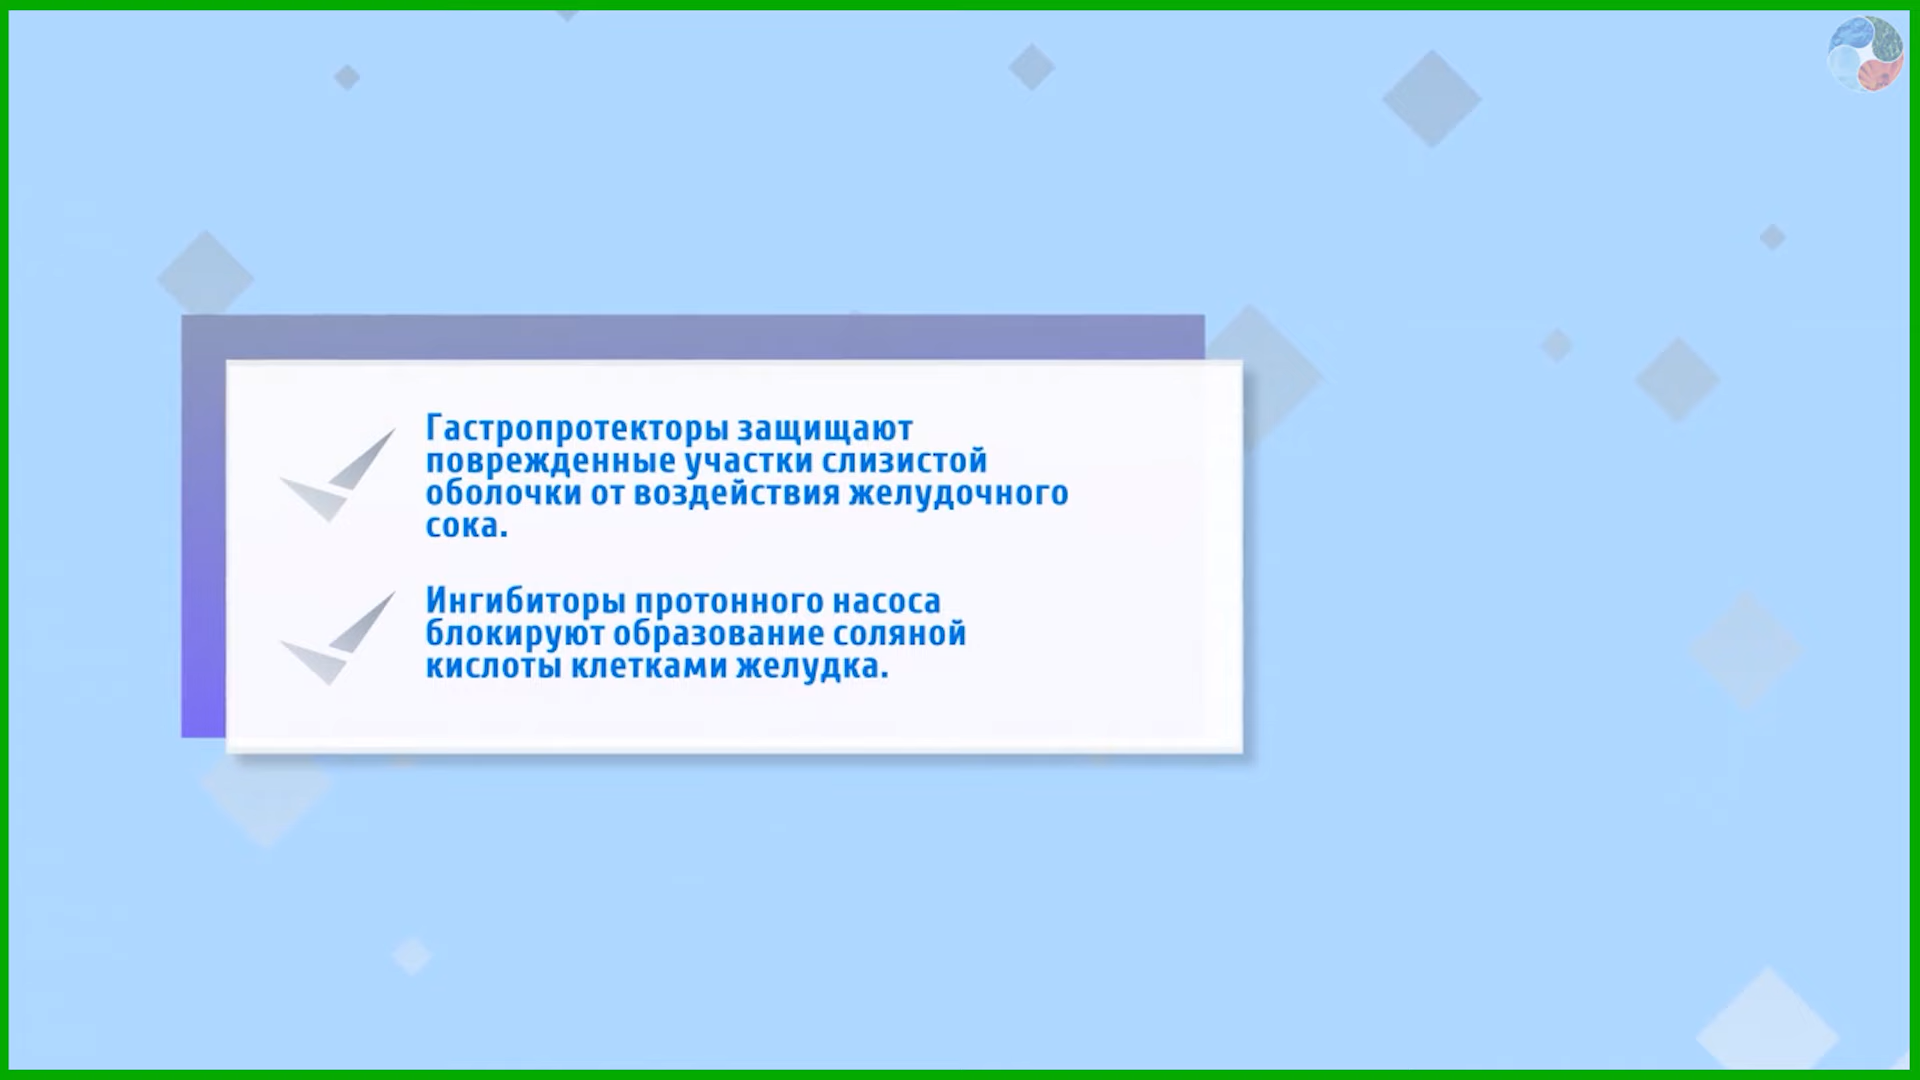 Гастропротекторы защищают
поврежденные участки слизистой
оболочки от воздействия желудочного
сока.
Ингибиторы протонного насоса
блокируют образование соляной
кислоты клетками желудка.